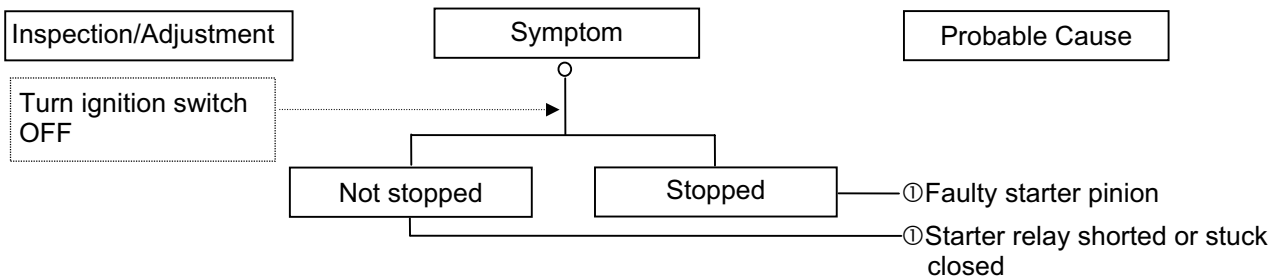 Inspection/Adjustment
Symptom
Probable Cause
Turn ignition switch
OFF
Not stopped
Stopped
①Faulty starter pinion
①Starter relay shorted or stuck
closed